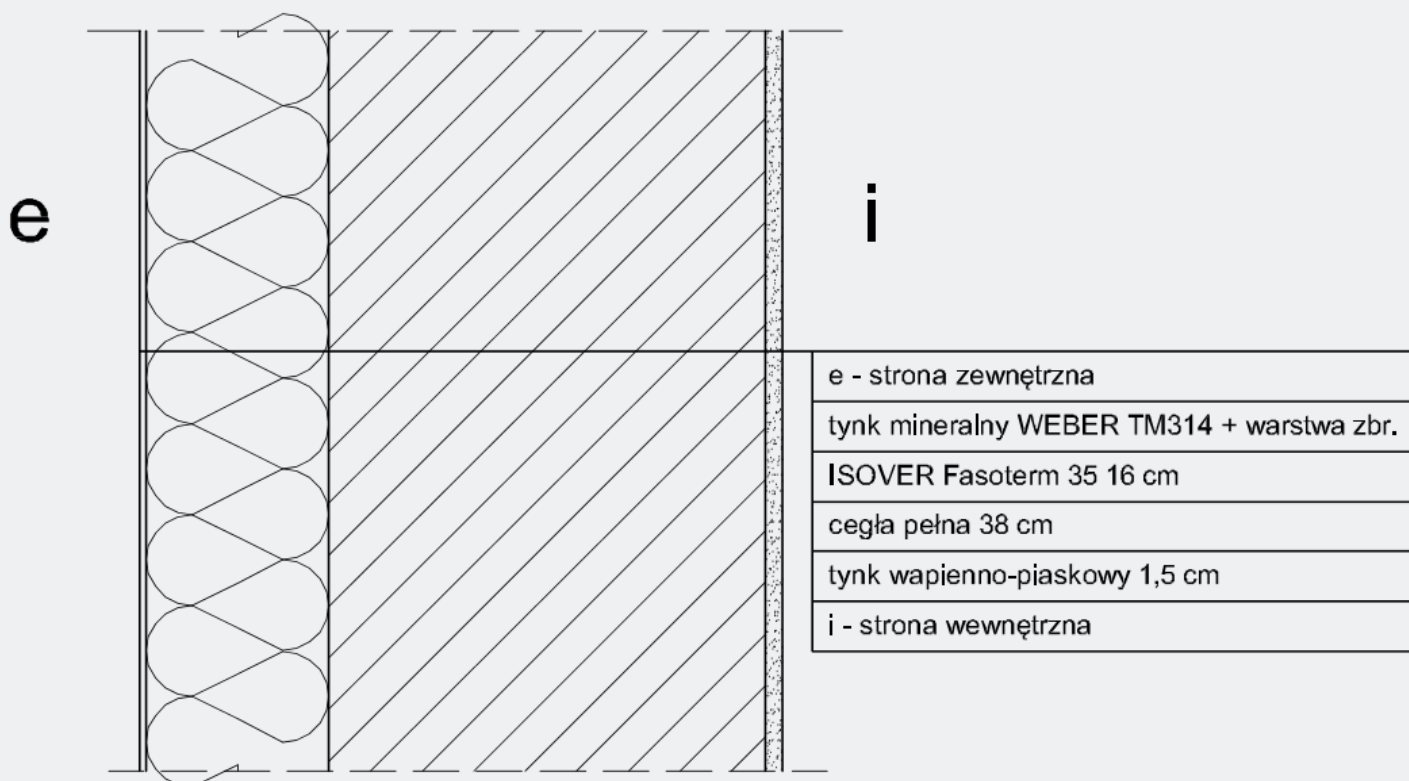 e
i
e - strona zewnętrzna
tynk mineralny WEBER TM314 + warstwa zbr.
ISOVER Fasoterm 35 16 cm
cegła pełna 38 cm
tynk wapienno-piaskowy 1,5 cm
i - strona wewnętrzna